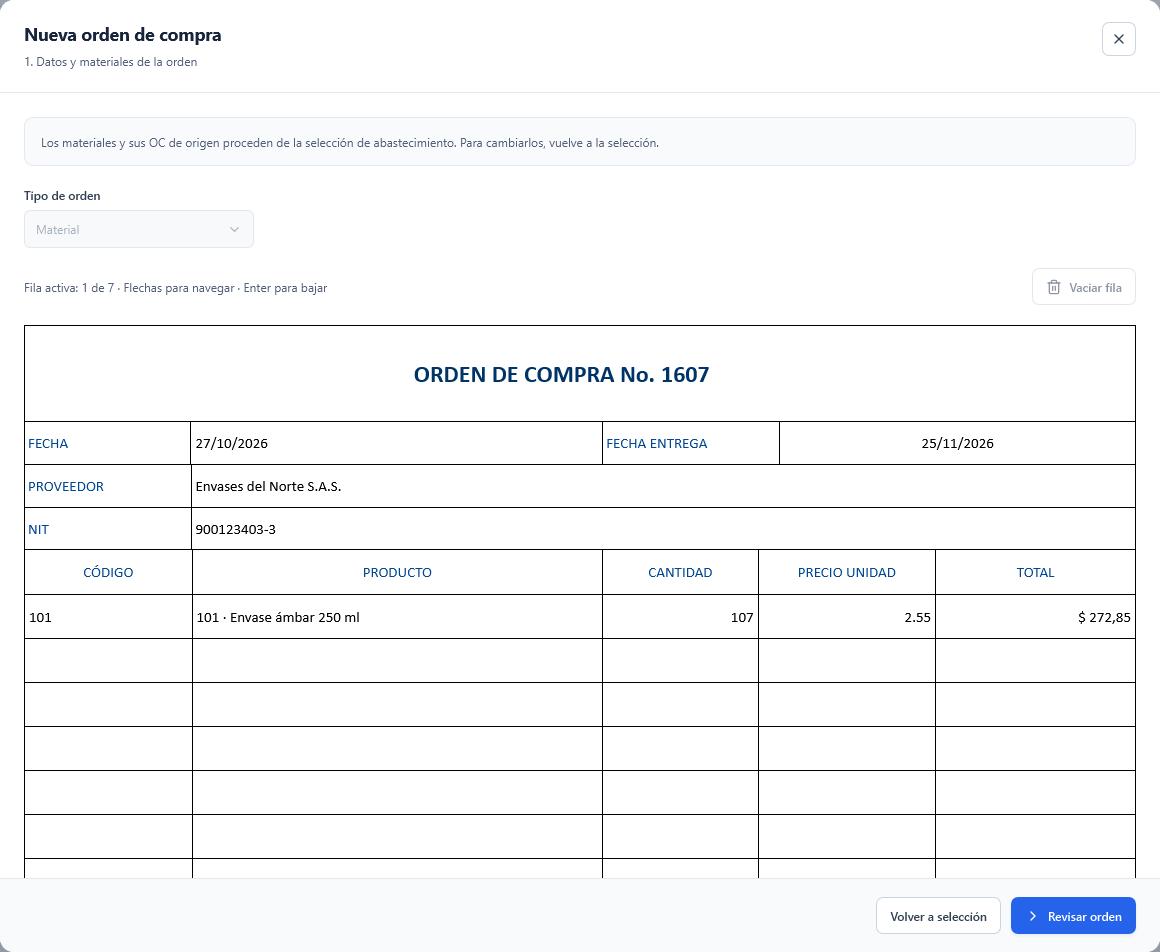 Nueva orden de compra
1. Datos y materiales de la orden
Los materiales y sus OC de origen proceden de la selección de abastecimiento. Para cambiarlos, vuelve a la selección.
Tipo de orden
Material
Fila activa: 1 de 7 · Flechas para navegar · Enter para bajar
Vaciar fila
ORDEN DE COMPRA No. 1607
FECHA 27/10/2026 FECHA ENTREGA 25/11/2026
PROVEEDOR Envases del Norte S.A.S.
NIT 900123403-3
CÓDIGO PRODUCTO CANTIDAD PRECIO UNIDAD TOTAL
101 101 · Envase ámbar 250 ml 107 2.55 $ 272,85
Volver a selección Revisar orden